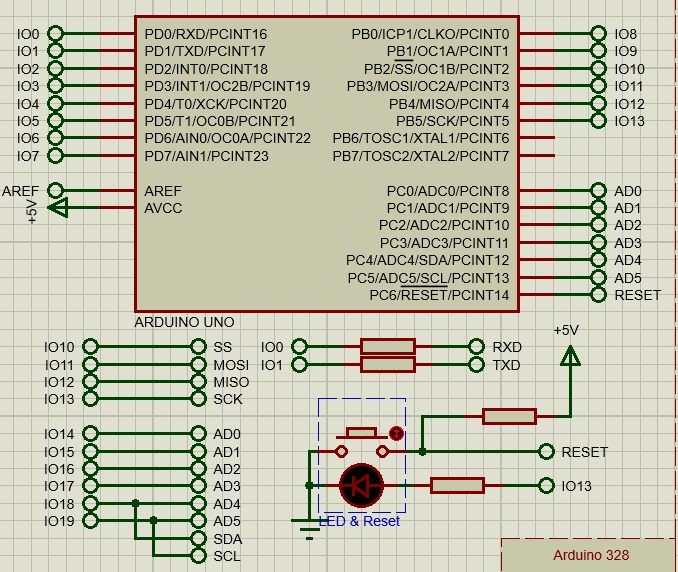 IO0 PD0/RXD/PCINT16 PB0/ICP1/CLKO/PCINT0 IO8
IO1 PD1/TXD/PCINT17 PB1/OC1A/PCINT1 IO9
IO2 PD2/INT0/PCINT18 PB2/SS/OC1B/PCINT2 IO10
IO3 PD3/INT1/OC2B/PCINT19 PB3/MOSI/OC2A/PCINT3 IO11
IO4 PD4/T0/XCK/PCINT20 PB4/MISO/PCINT4 IO12
IO5 PD5/T1/OC0B/PCINT21 PB5/SCK/PCINT5 IO13
IO6 PD6/AIN0/OC0A/PCINT22 PB6/TOSC1/XTAL1/PCINT6
IO7 PD7/AIN1/PCINT23 PB7/TOSC2/XTAL2/PCINT7
AREF AREF PC0/ADC0/PCINT8 AD0
+5V AVCC PC1/ADC1/PCINT9 AD1
PC2/ADC2/PCINT10 AD2
PC3/ADC3/PCINT11 AD3
PC4/ADC4/SDA/PCINT12 AD4
PC5/ADC5/SCL/PCINT13 AD5
PC6/RESET/PCINT14 RESET
ARDUINO UNO
+5V
IO10 SS IO0 RXD
IO11 MOSI IO1 TXD
IO12 MISO
IO13 SCK
IO14 AD0
IO15 AD1 RESET
IO16 AD2
IO17 AD3 IO13
IO18 AD4
IO19 AD5 LED & Reset
SDA
SCL Arduino 328